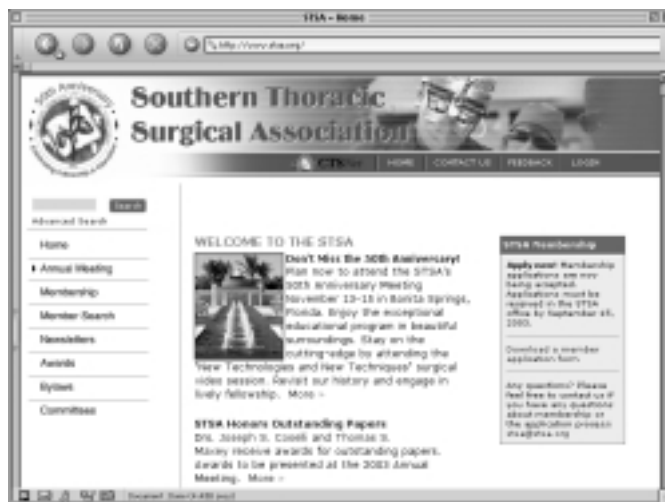 STSA - Home
http://www.stsa.org/
50th Anniversary
Southern Thoracic
Surgical Association
CTSNet HOME CONTACT US FEEDBACK LOGIN
Search
Advanced Search
Home
Annual Meeting
Membership
Member Search
Newsletters
Awards
Bylaws
Committees
WELCOME TO THE STSA
Don't Miss the 50th Anniversary!
Plan now to attend the STSA's
50th Anniversary Meeting
November 13-15 in Bonita Springs,
Florida. Enjoy the exceptional
educational program in beautiful
surroundings. Stay on the
cutting-edge by attending the
"New Technologies and New Techniques" surgical
video session. Revisit our history and engage in
lively fellowship. More »
STSA Honors Outstanding Papers
Drs. Joseph S. Coselli and Thomas S.
Maxey receive awards for outstanding papers.
Awards to be presented at the 2003 Annual
Meeting. More »
STSA Membership
Apply now! Membership
applications are now
being accepted.
Applications must be
received in the STSA
office by September 15,
2003.
Download a member
application form.
Any questions? Please
feel free to contact us if
you have any questions
about membership or
the application process
stsa@stsa.org